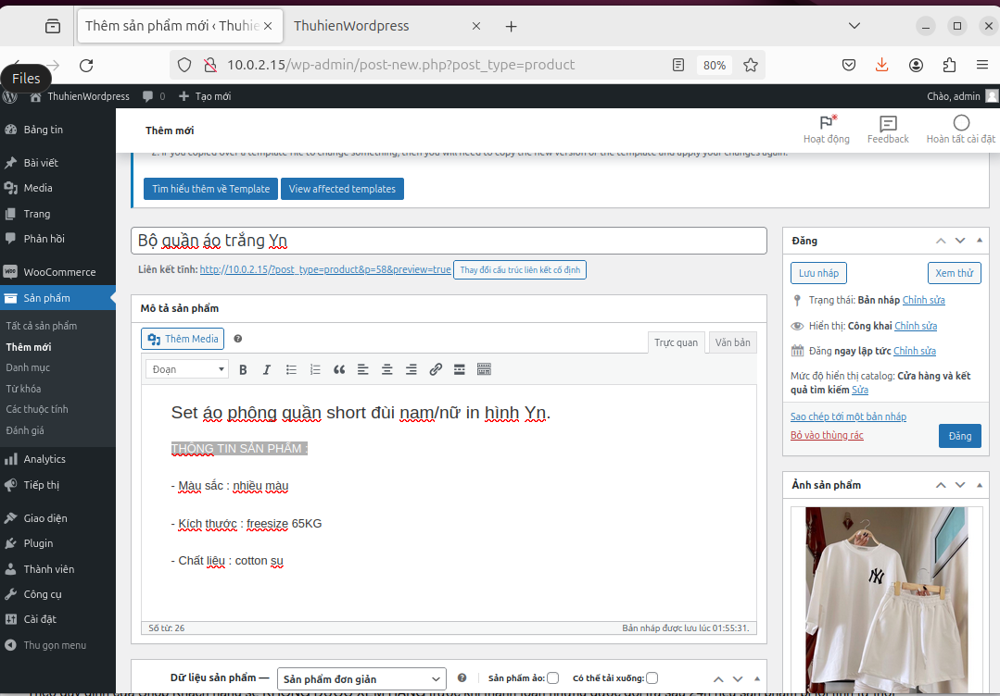 Thêm sản phẩm mới ‹ Thuhie
ThuhienWordpress
10.0.2.15/wp-admin/post-new.php?post_type=product
80%
Files
ThuhienWordpress
0
Tạo mới
Chào, admin
Bảng tin
Bài viết
Media
Trang
Phản hồi
WooCommerce
Sản phẩm
Tất cả sản phẩm
Thêm mới
Danh mục
Từ khóa
Các thuộc tính
Đánh giá
Analytics
Tiếp thị
Giao diện
Plugin
Thành viên
Công cụ
Cài đặt
Thu gọn menu
Thêm mới
Hoạt động
Feedback
Hoàn tất cài đặt
2. If you copied over a template file to change something, then you will need to copy the new version of the template and apply your changes again.
Tìm hiểu thêm về Template
View affected templates
Bộ quần áo trắng Yn
Liên kết tĩnh: http://10.0.2.15/?post_type=product&p=58&preview=true
Thay đổi cấu trúc liên kết cố định
Mô tả sản phẩm
Thêm Media
Trực quan
Văn bản
Đoạn
Set áo phông quần short đùi nam/nữ in hình Yn.
THÔNG TIN SẢN PHẨM :
- Màu sắc : nhiều màu
- Kích thước : freesize 65KG
- Chất liệu : cotton su
Số từ: 26
Bản nháp được lưu lúc 01:55:31.
Dữ liệu sản phẩm —
Sản phẩm đơn giản
Sản phẩm ảo:
Có thể tải xuống:
Đăng
Lưu nháp
Xem thử
Trạng thái: Bản nháp Chỉnh sửa
Hiển thị: Công khai Chỉnh sửa
Đăng ngay lập tức Chỉnh sửa
Mức độ hiển thị catalog: Cửa hàng và kết
quả tìm kiếm Sửa
Sao chép tới một bản nháp
Bỏ vào thùng rác
Đăng
Ảnh sản phẩm
NY